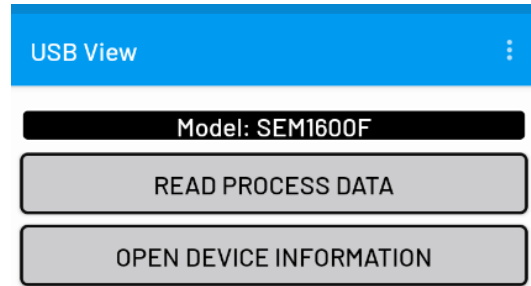 USB View
Model: SEM1600F
READ PROCESS DATA
OPEN DEVICE INFORMATION